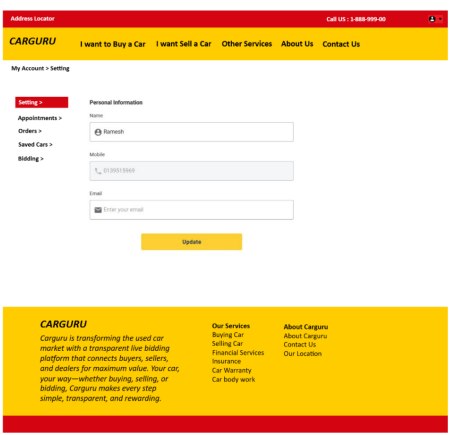 Address Locator
Call US : 1-888-999-00
CARGURU
I want to Buy a Car
I want Sell a Car
Other Services
About Us
Contact Us
My Account > Setting
Setting >
Appointments >
Orders >
Saved Cars >
Bidding >
Personal Information
Name
Ramesh
Mobile
0139515969
Email
Enter your email
Update
CARGURU
Carguru is transforming the used car
market with a transparent live bidding
platform that connects buyers, sellers,
and dealers for maximum value. Your car,
your way—whether buying, selling, or
bidding, Carguru makes every step
simple, transparent, and rewarding.
Our Services
Buying Car
Selling Car
Financial Services
Insurance
Car Warranty
Car body work
About Carguru
About Carguru
Contact Us
Our Location